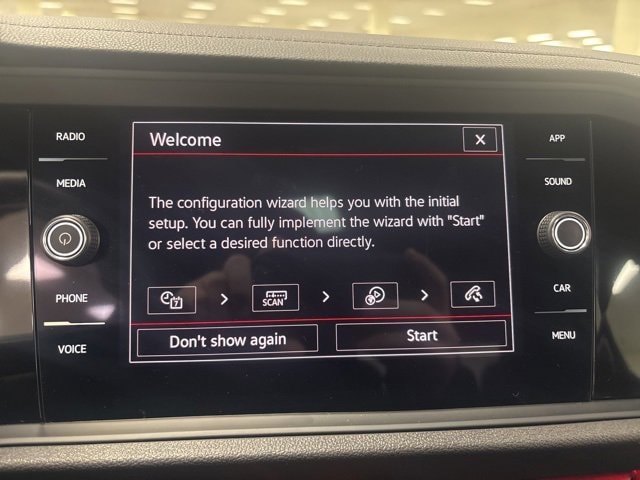 RADIO
MEDIA
PHONE
VOICE
Welcome
X
The configuration wizard helps you with the initial
setup. You can fully implement the wizard with "Start"
or select a desired function directly.
7
SCAN
Don't show again
Start
APP
SOUND
CAR
MENU